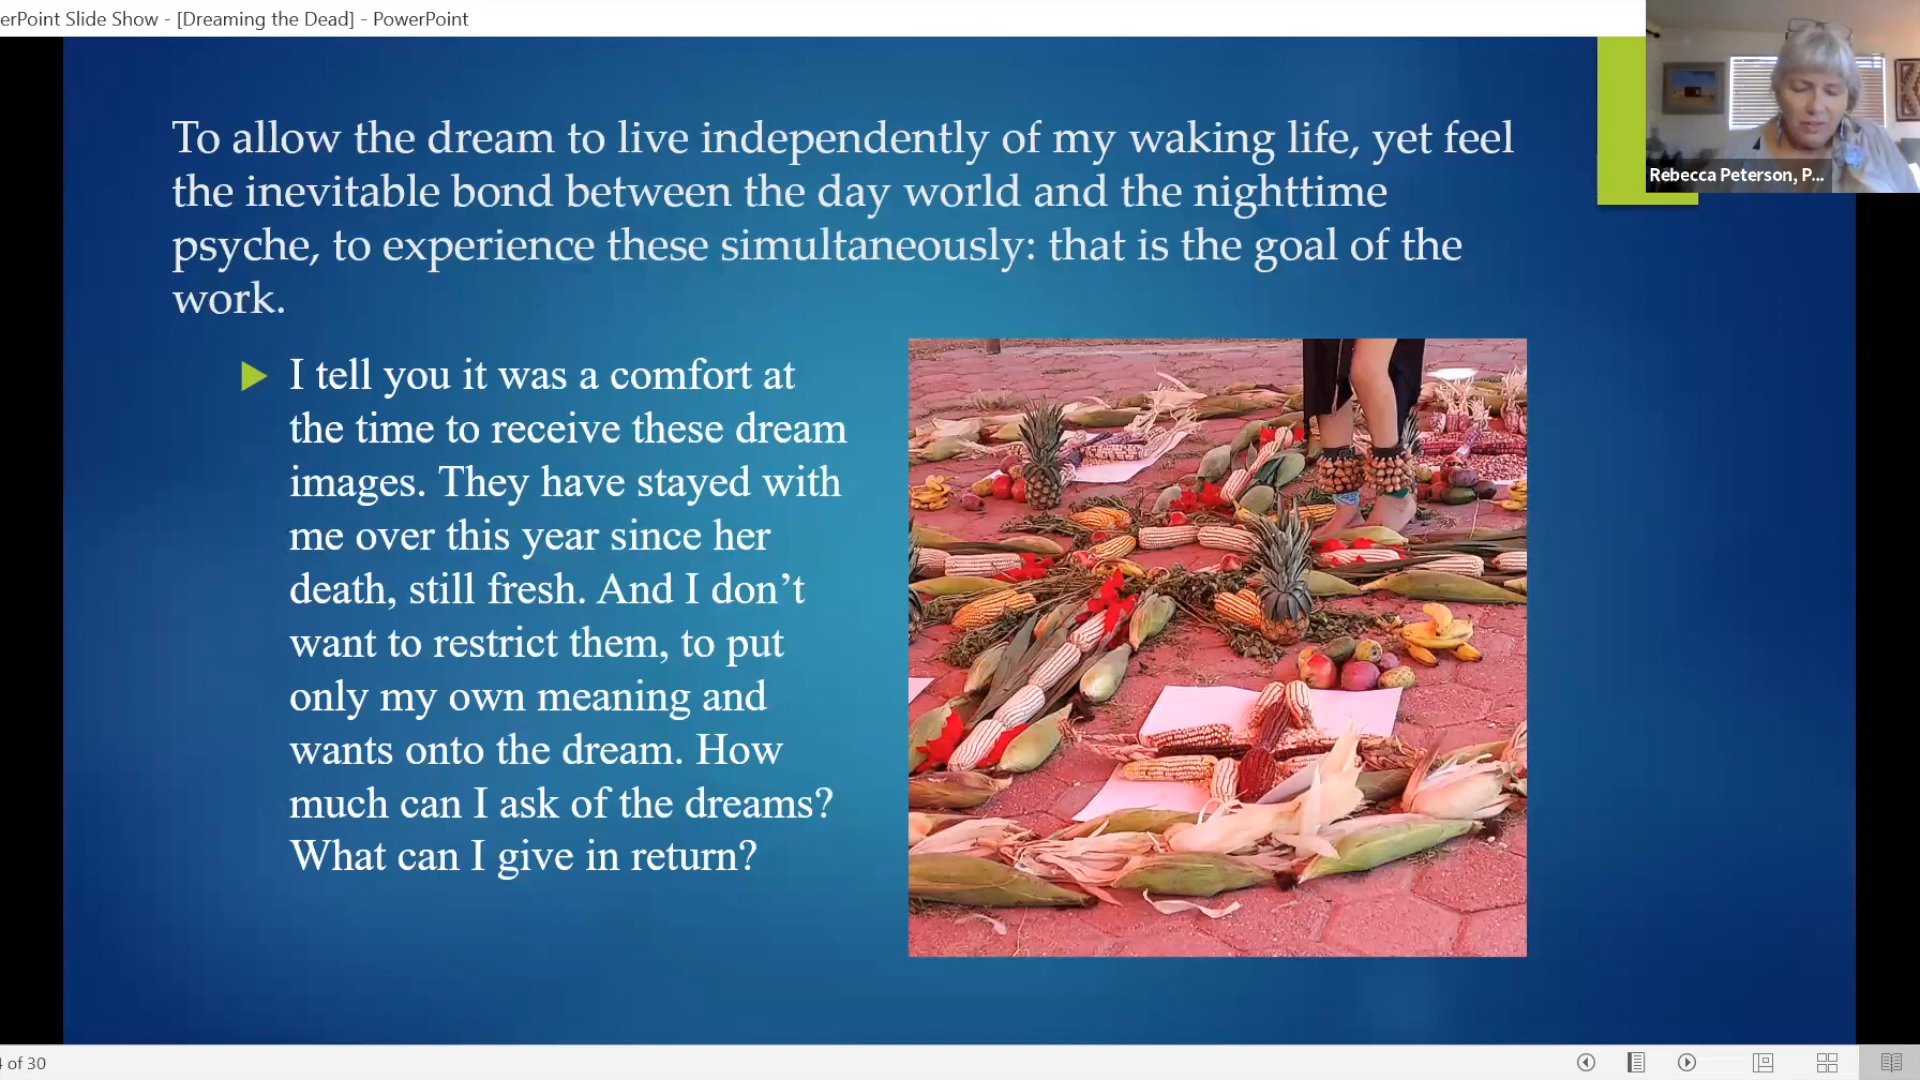 erPoint Slide Show - [Dreaming the Dead] - PowerPoint
Rebecca Peterson, P...
To allow the dream to live independently of my waking life, yet feel
the inevitable bond between the day world and the nighttime
psyche, to experience these simultaneously: that is the goal of the
work.
I tell you it was a comfort at
the time to receive these dream
images. They have stayed with
me over this year since her
death, still fresh. And I don’t
want to restrict them, to put
only my own meaning and
wants onto the dream. How
much can I ask of the dreams?
What can I give in return?
of 30